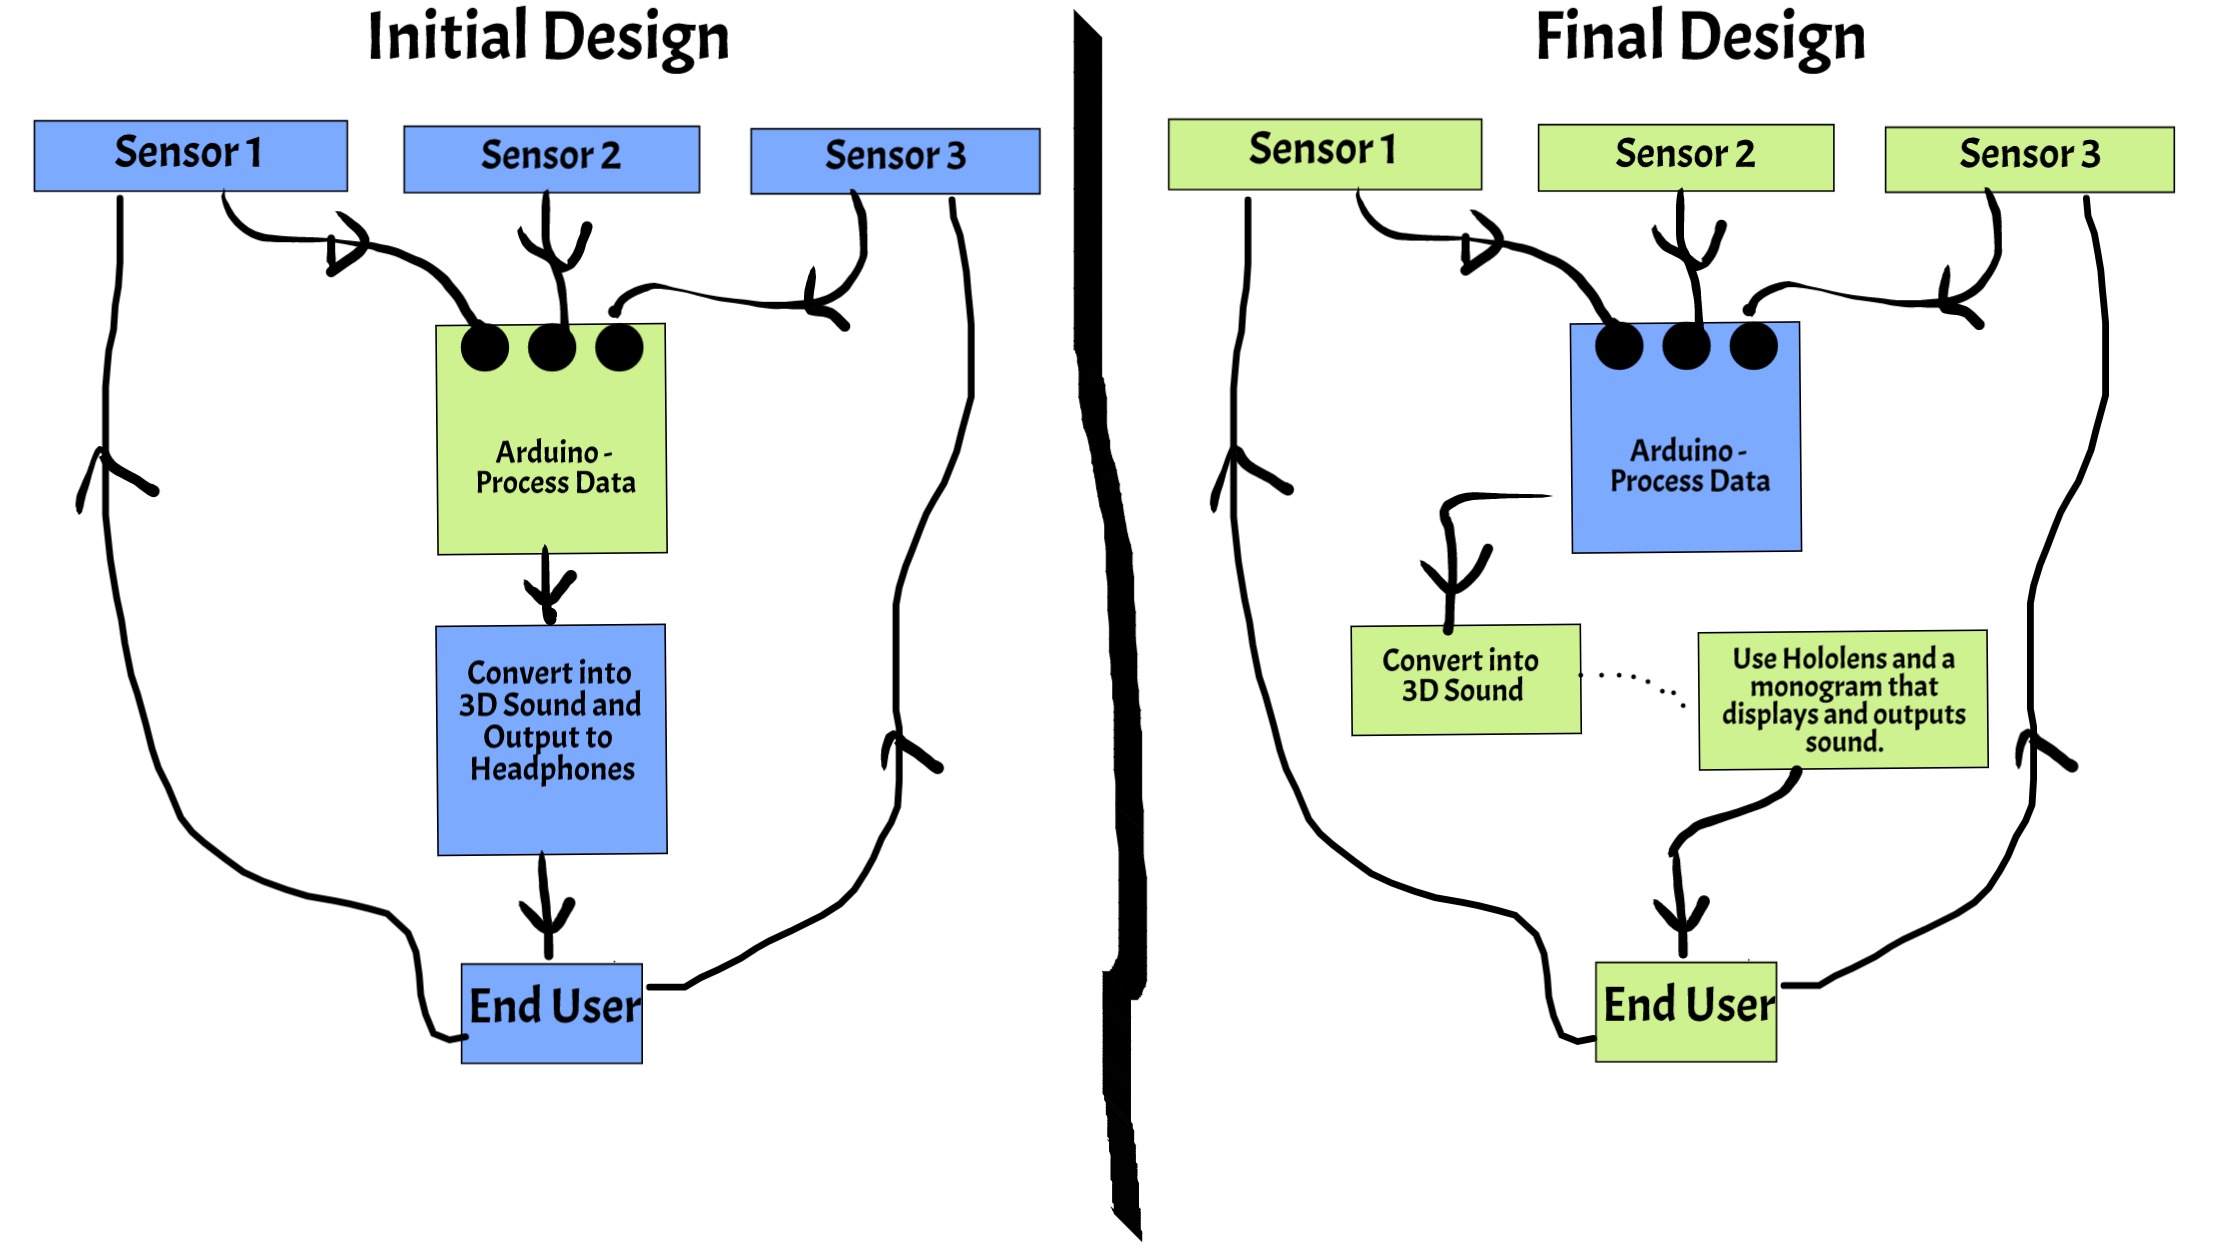 Initial Design
Sensor 1
Sensor 2
Sensor 3
Arduino -
Process Data
Convert into
3D Sound and
Output to
Headphones
End User
Final Design
Sensor 1
Sensor 2
Sensor 3
Arduino -
Process Data
Convert into
3D Sound
Use Hololens and a
monogram that
displays and outputs
sound.
End User